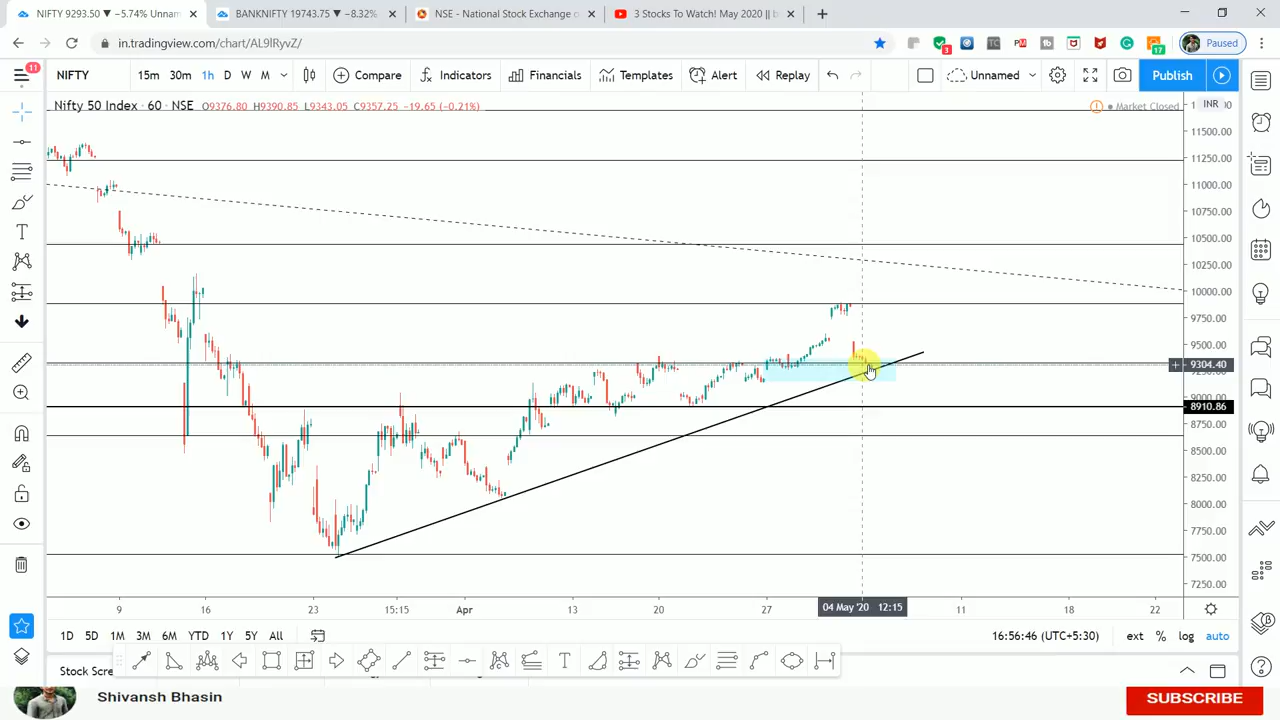 NIFTY 9293.50 ▼ −5.74% Unnam
BANKNIFTY 19743.75 ▼ −8.32%
NSE - National Stock Exchange o
3 Stocks To Watch! May 2020 || b
in.tradingview.com/chart/AL9lRyvZ/
3
17
Paused
11
NIFTY
15m 30m 1h D W M
Compare
Indicators
Financials
Templates
Alert
Replay
Unnamed
Publish
Nifty 50 Index · 60 · NSE O9376.80 H9390.85 L9343.05 C9357.25 −19.65 (−0.21%)
Market Closed
INR
11500.00
11250.00
11000.00
10750.00
10500.00
10250.00
10000.00
9750.00
9500.00
9304.40
9000.00
8910.86
8750.00
8500.00
8250.00
8000.00
7750.00
7500.00
7250.00
9 16 23 15:15 Apr 13 20 27 04 May '20 12:15 11 18 22
1D 5D 1M 3M 6M YTD 1Y 5Y All
16:56:46 (UTC+5:30) ext % log auto
Stock Scre
Shivansh Bhasin
SUBSCRIBE